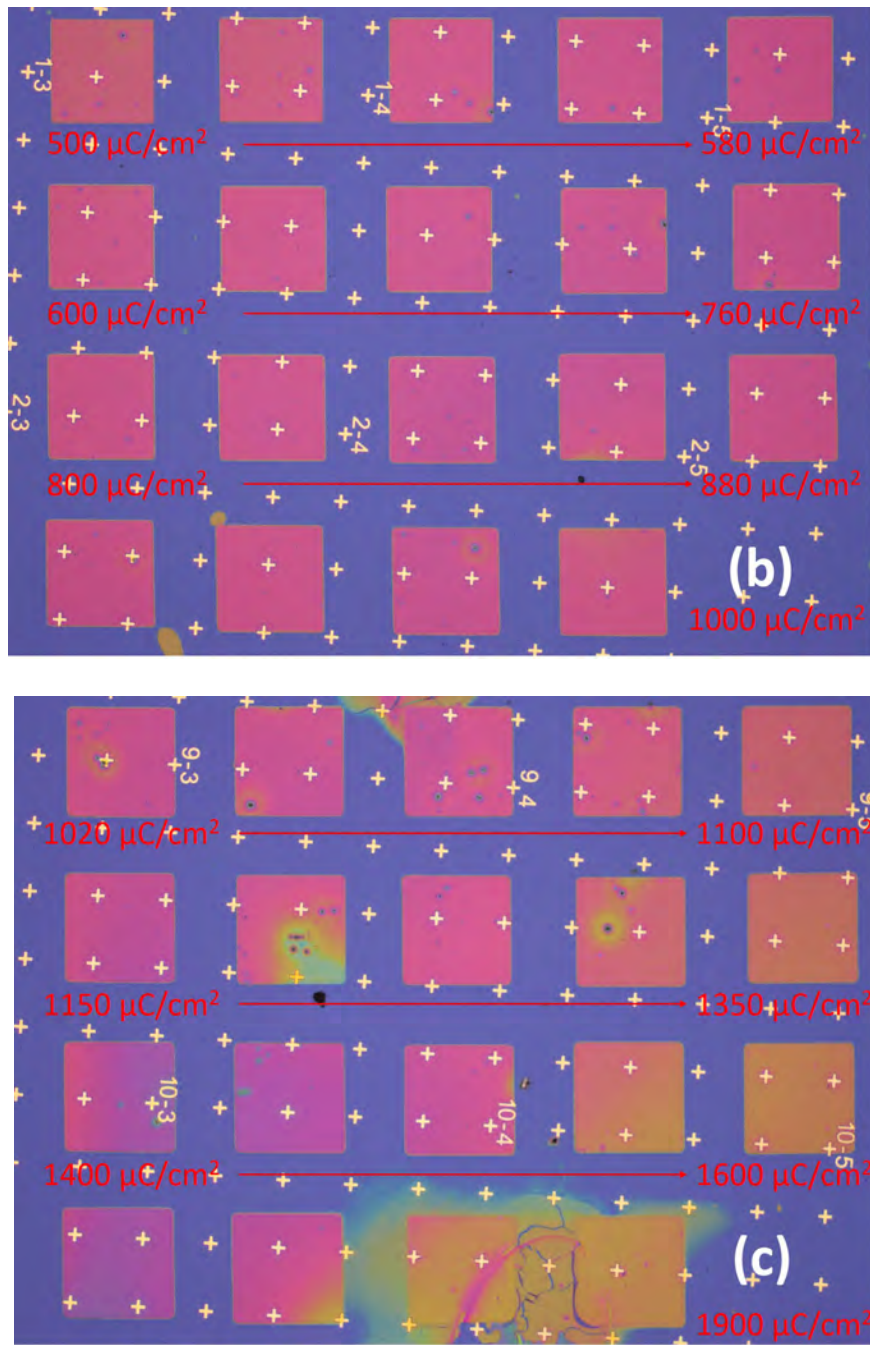 1-3
1-4
1-5
500 µC/cm²
580 µC/cm²
600 µC/cm²
760 µC/cm²
2-3
2-4
2-5
800 µC/cm²
880 µC/cm²
(b)
1000 µC/cm²
9-3
9-4
9-5
1020 µC/cm²
1100 µC/cm²
1150 µC/cm²
1350 µC/cm²
10-3
10-4
10-5
1400 µC/cm²
1600 µC/cm²
(c)
1900 µC/cm²